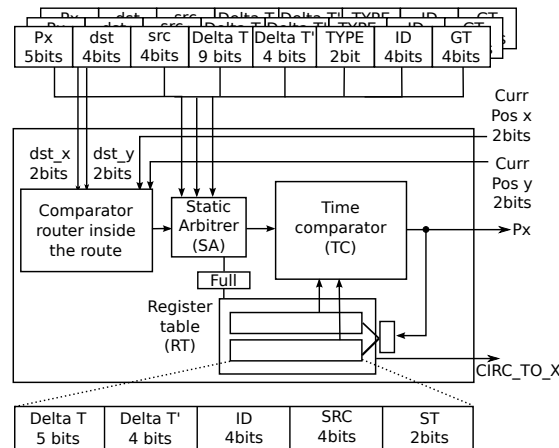 Px dst src Delta T Delta T' TYPE ID GT
5bits 4bits 4bits 9 bits 4 bits 2bit 4bits 4bits
Curr
Pos x
2bits
dst_x dst_y
2bits 2bits
Curr
Pos y
2bits
Comparator
router inside
the route
Static
Arbitrer
(SA)
Time
comparator
(TC)
Px
Full
Register
table
(RT)
CIRC_TO_X
Delta T Delta T' ID SRC ST
5 bits 4 bits 4bits 4bits 2bits